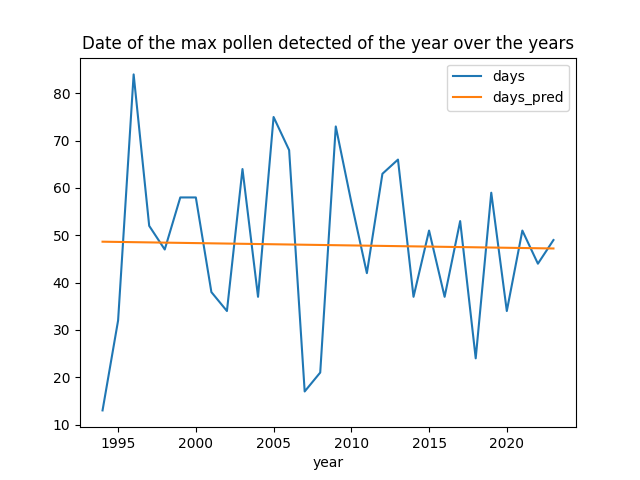 Date of the max pollen detected of the year over the years
days
days_pred
80
70
60
50
40
30
20
10
1995 2000 2005 2010 2015 2020
year